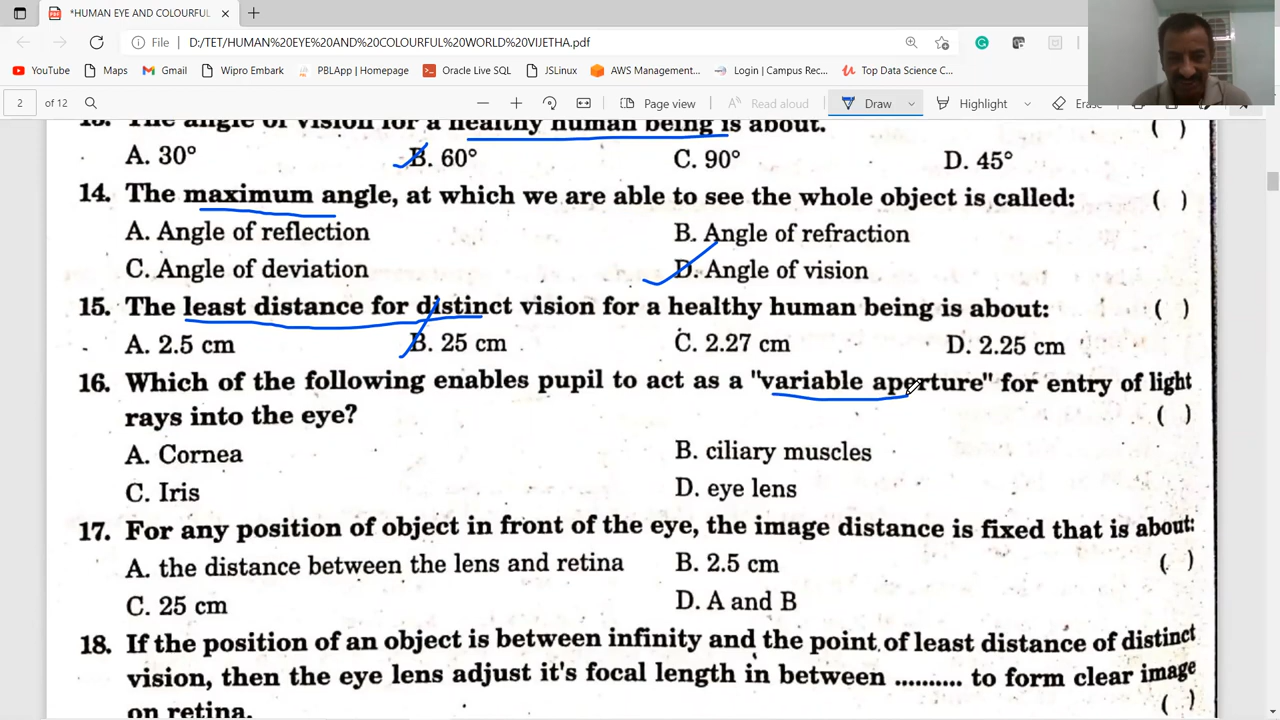 *HUMAN EYE AND COLOURFUL
File D:/TET/HUMAN%20EYE%20AND%20COLOURFUL%20WORLD%20 /IJETHA.pdf
YouTube Maps Gmail Wipro Embark PBLApp | Homepage Oracle Live SQL JSLinux AWS Management... Login | Campus Rec... Top Data Science C...
2 of 12 Page view Read aloud Draw Highlight Erase
13. The angle of vision for a healthy human being is about. ( )
A. 30° B. 60° C. 90° D. 45°
14. The maximum angle, at which we are able to see the whole object is called: ( )
A. Angle of reflection B. Angle of refraction
C. Angle of deviation D. Angle of vision
15. The least distance for distinct vision for a healthy human being is about: ( )
A. 2.5 cm B. 25 cm C. 2.27 cm D. 2.25 cm
16. Which of the following enables pupil to act as a "variable aperture" for entry of light
rays into the eye? ( )
A. Cornea B. ciliary muscles
C. Iris D. eye lens
17. For any position of object in front of the eye, the image distance is fixed that is about:
A. the distance between the lens and retina B. 2.5 cm ( )
C. 25 cm D. A and B
18. If the position of an object is between infinity and the point of least distance of distinct
vision, then the eye lens adjust it's focal length in between .......... to form clear image
on retina. ( )